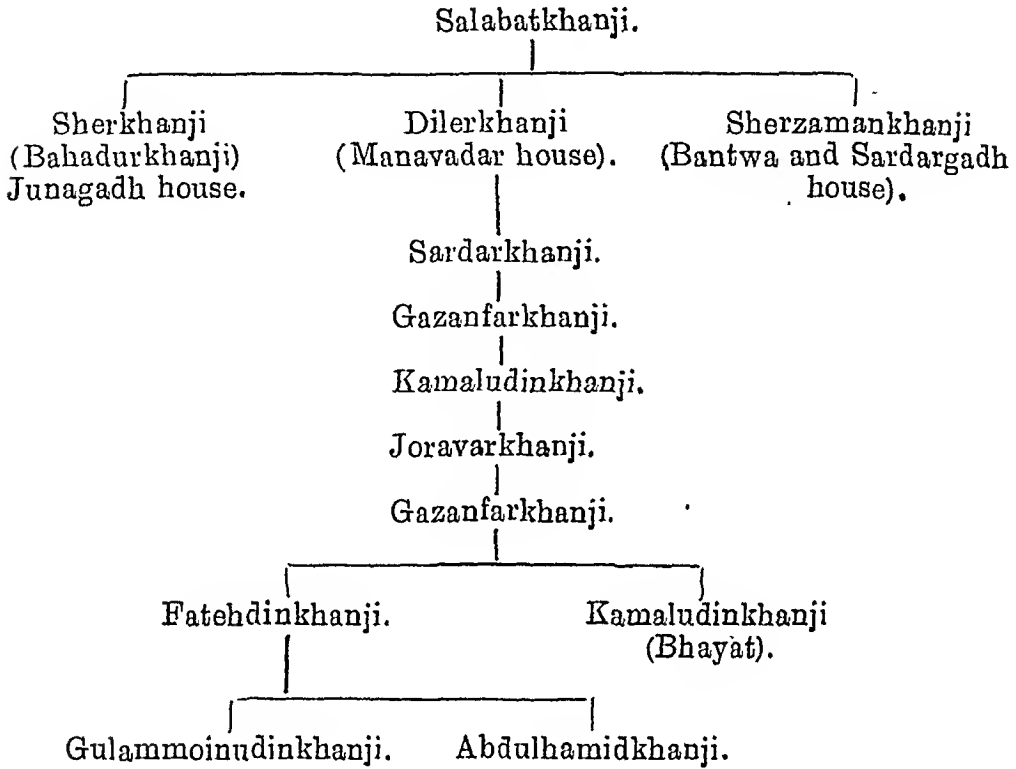 Salabatkhanji.
Sherkhanji
(Bahadurkhanji)
Junagadh house.
Dilerkhanji
(Manavadar house).
Sherzamankhanji
(Bantwa and Sardargadh
house).
Sardarkhanji.
Gazanfarkhanji.
Kamaludinkhanji.
Joravarkhanji.
Gazanfarkhanji.
Fatehdinkhanji.
Kamaludinkhanji
(Bhayat).
Gulammoinudinkhanji.
Abdulhamidkhanji.